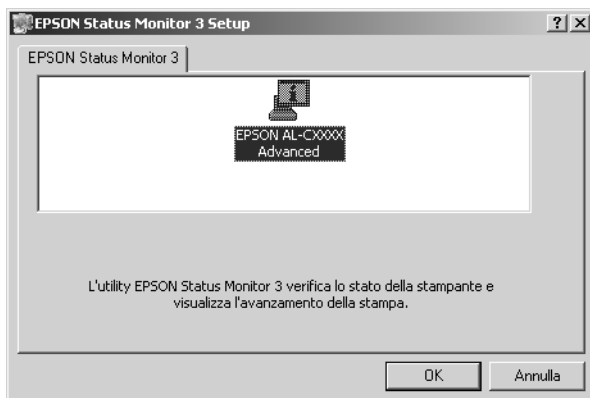 EPSON Status Monitor 3 Setup
EPSON Status Monitor 3
EPSON AL-CXXXX
Advanced
L'utility EPSON Status Monitor 3 verifica lo stato della stampante e
visualizza l'avanzamento della stampa.
OK
Annulla